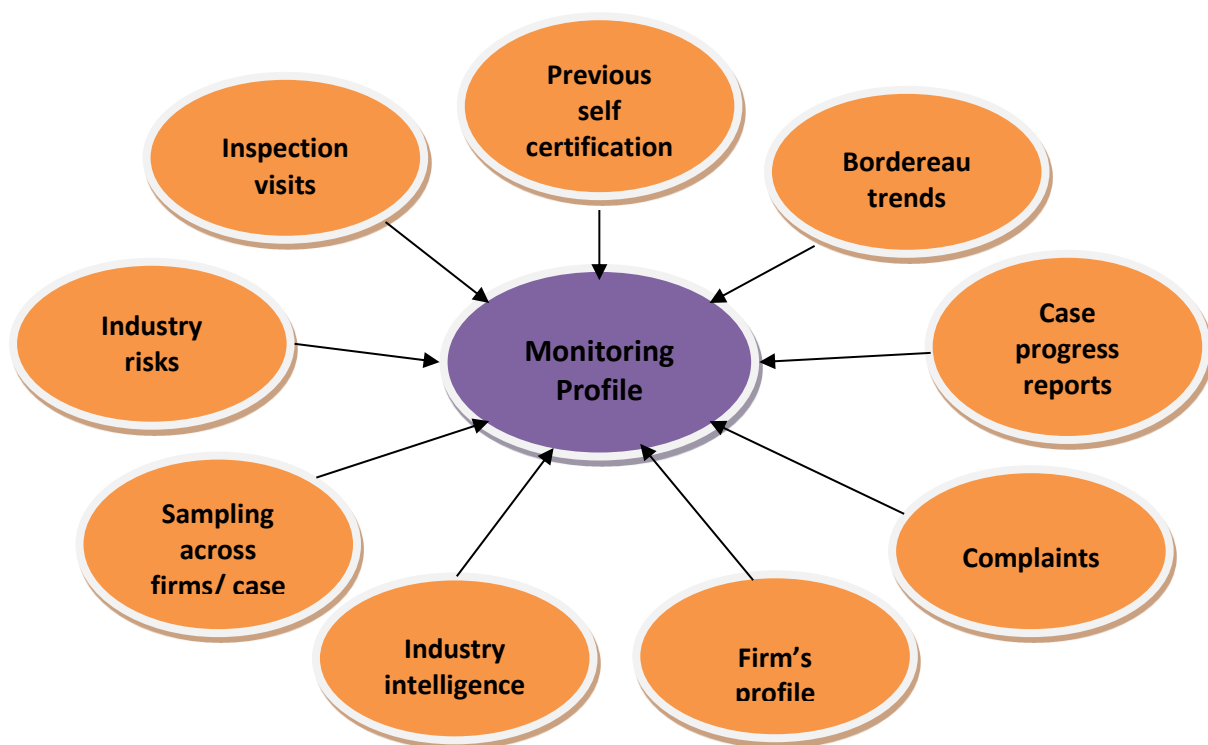 Previous
self
certification
Inspection
visits
Bordereau
trends
Industry
risks
Monitoring
Profile
Case
progress
reports
Sampling
across
firms/ case
Complaints
Industry
intelligence
Firm’s
profile